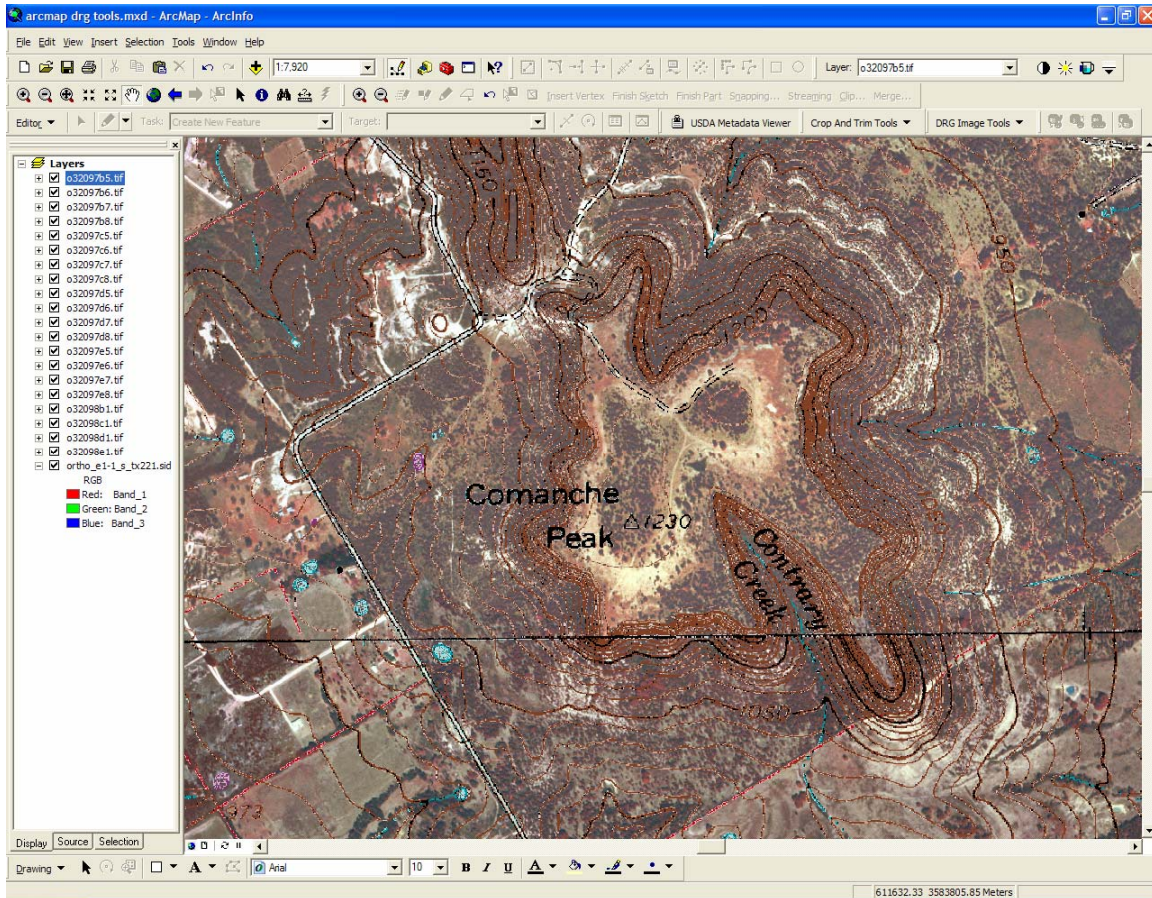 arcmap drg tools.mxd - ArcMap - ArcInfo
File Edit View Insert Selection Tools Window Help
1:7,920
Layer: o32097b5.tif
Insert Vertex Finish Sketch Finish Part Snapping... Streaming Clip... Merge...
Editor Task: Create New Feature Target: USDA Metadata Viewer Crop And Trim Tools DRG Image Tools
Layers
o32097b5.tif
o32097b6.tif
o32097b7.tif
o32097b8.tif
o32097c5.tif
o32097c6.tif
o32097c7.tif
o32097c8.tif
o32097d5.tif
o32097d6.tif
o32097d7.tif
o32097d8.tif
o32097e5.tif
o32097e6.tif
o32097e7.tif
o32097e8.tif
o32098b1.tif
o32098c1.tif
o32098d1.tif
o32098e1.tif
ortho_e1-1_s_tx221.sid
RGB
Red: Band_1
Green: Band_2
Blue: Band_3
950
1200
Comanche
Peak
1230
Contrary
Creek
1050
Display Source Selection
Drawing A Arial 10 B I U A
611632.33 3583805.85 Meters